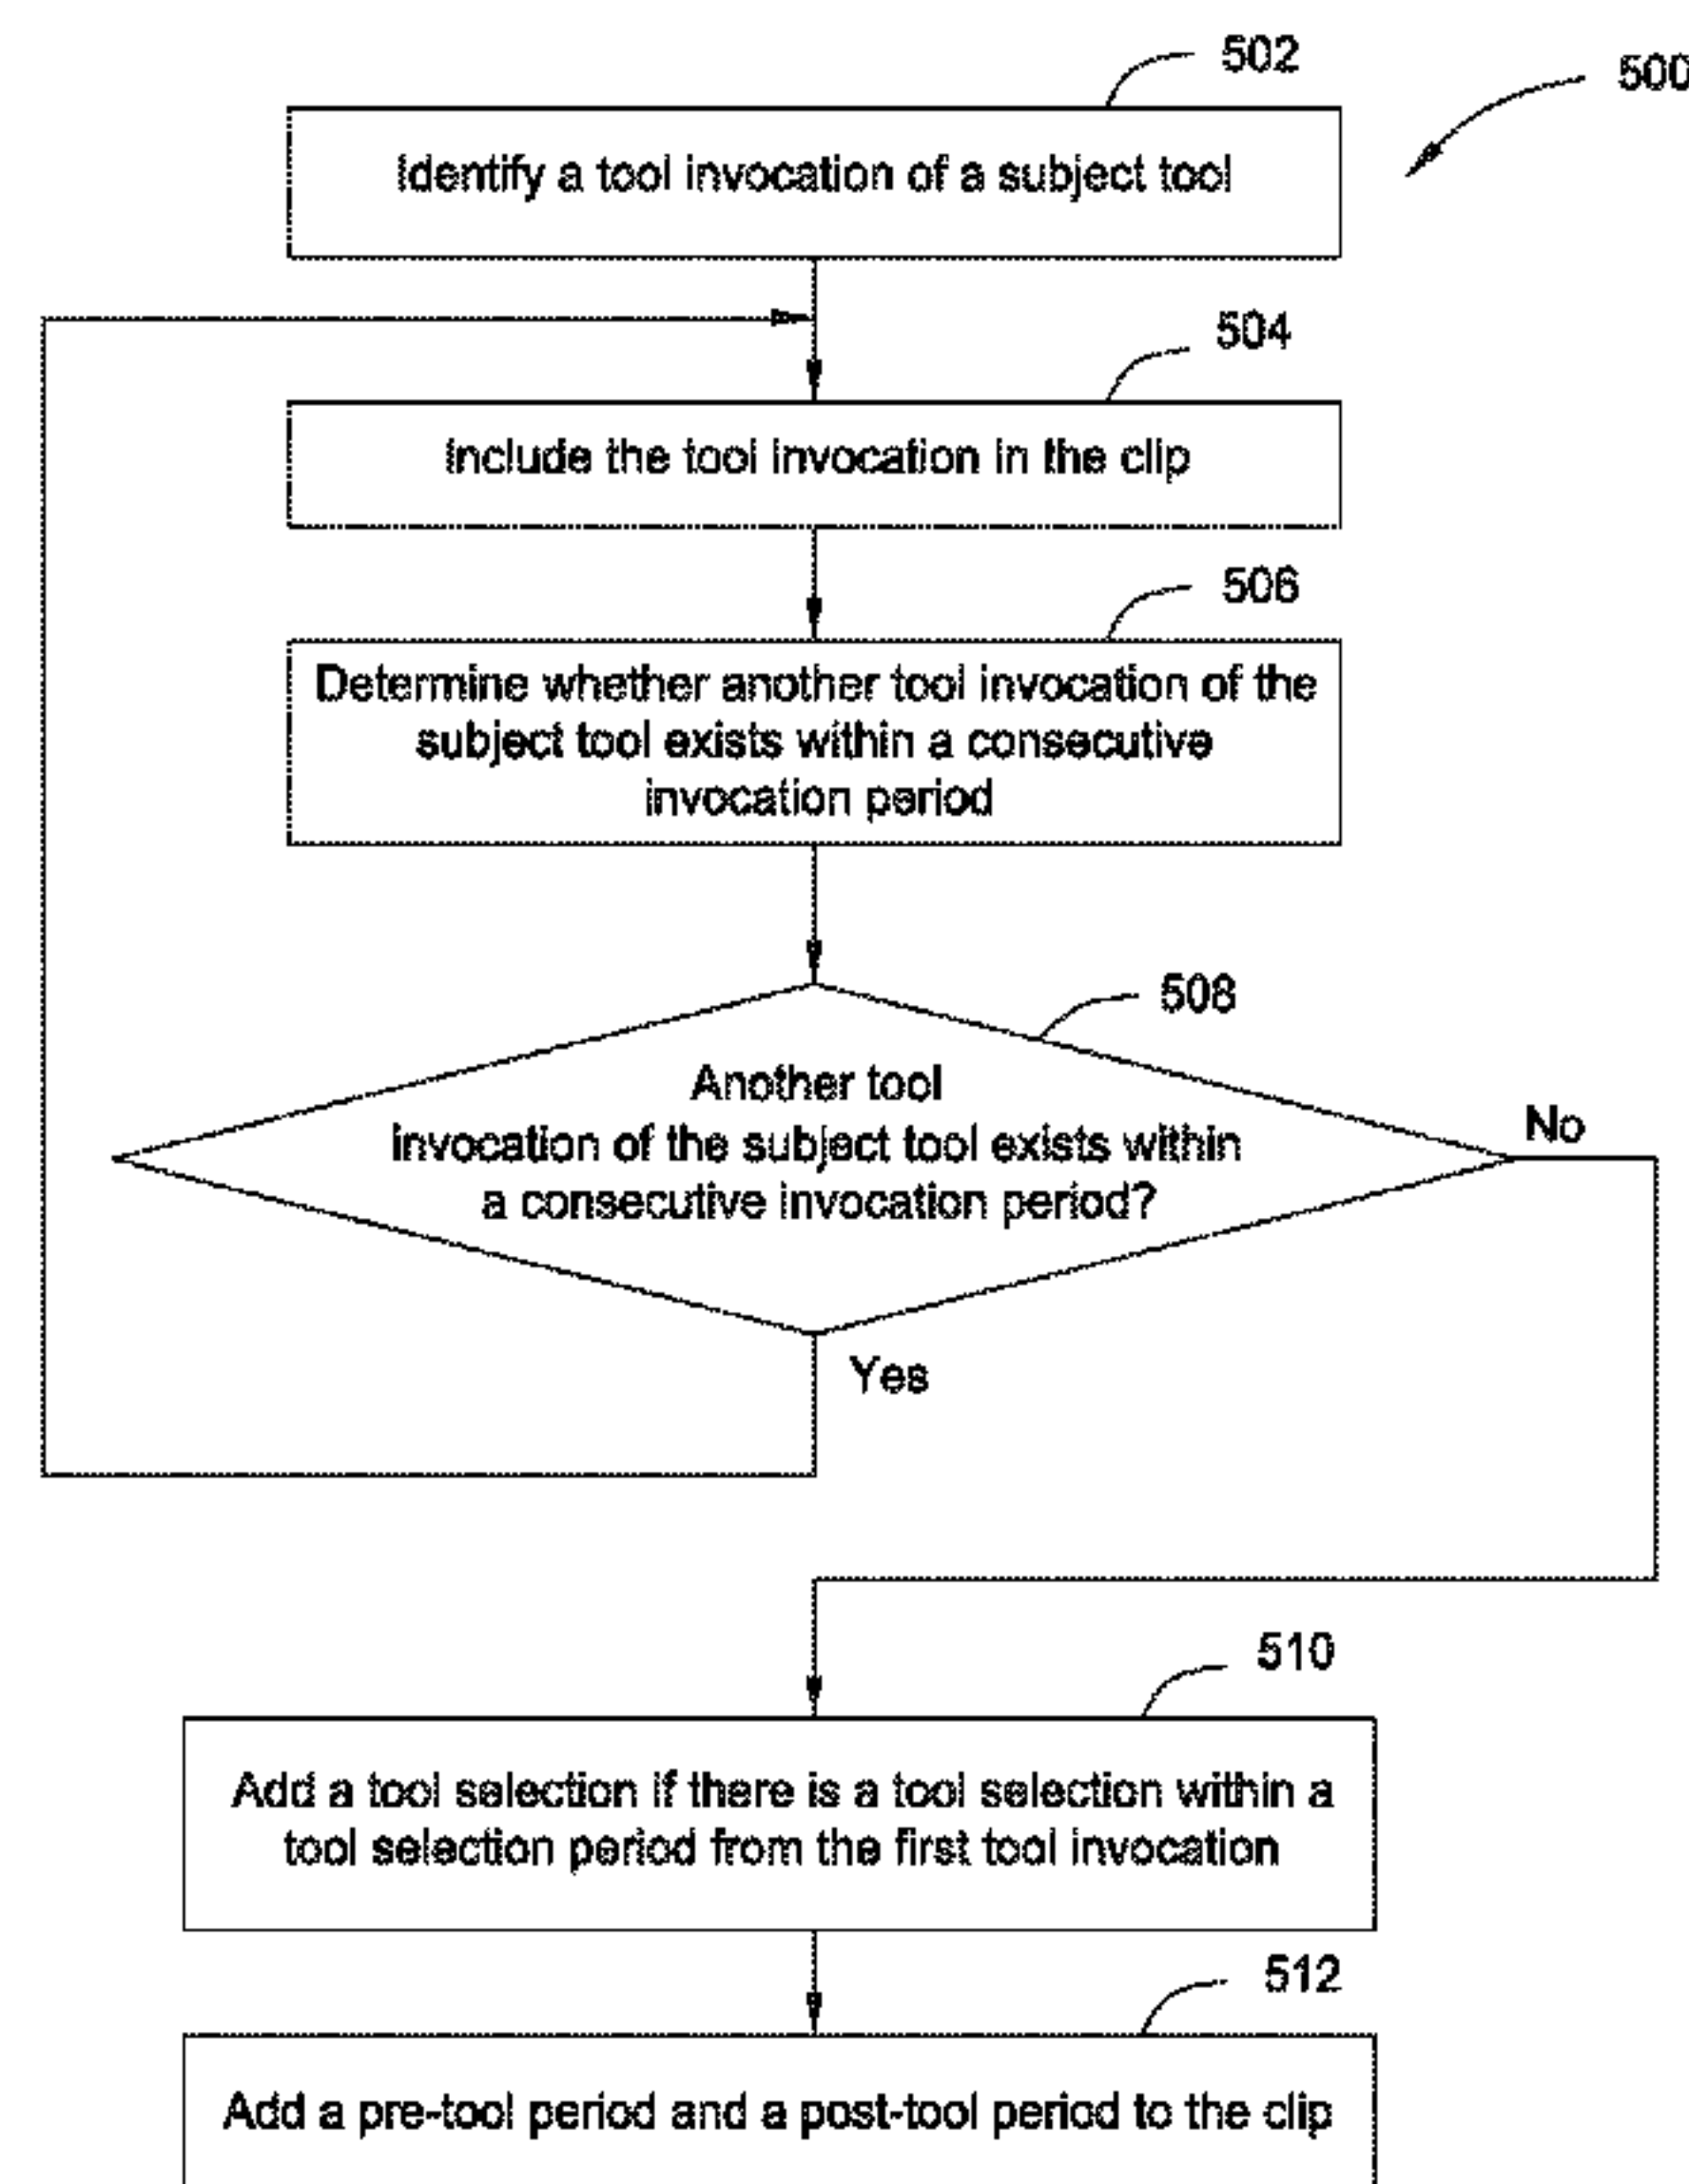 502
500
Identify a tool invocation of a subject tool
504
Include the tool invocation in the clip
506
Determine whether another tool invocation of the
subject tool exists within a consecutive
invocation period
508
Another tool
invocation of the subject tool exists within
a consecutive invocation period?
No
Yes
510
Add a tool selection if there is a tool selection within a
tool selection period from the first tool invocation
512
Add a pre-tool period and a post-tool period to the clip